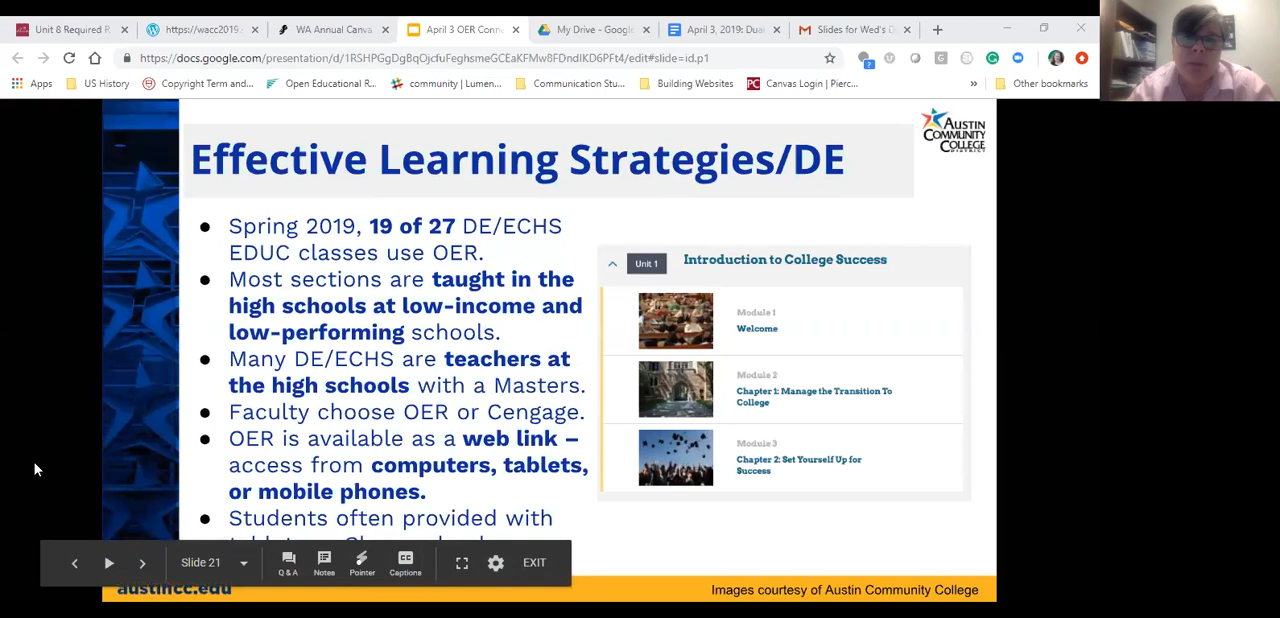 Unit 8 Required R
https://wacc2019.
WA Annual Canva
April 3 OER Conn
My Drive - Google
April 3, 2019: Dua
Slides for Wed's D
https://docs.google.com/presentation/d/1RSHPGgDg8qOjcfuFeghsmeGCEaKFMw8FDndIKD6PFt4/edit#slide=id.p1
Apps
US History
Copyright Term and
Open Educational R...
community | Lumen...
Communication Stu...
Building Websites
Canvas Login | Pierc...
»
Other bookmarks
Effective Learning Strategies/DE
AUSTIN
COMMUNITY
COLLEGE
DISTRICT
● Spring 2019, 19 of 27 DE/ECHS
EDUC classes use OER.
● Most sections are taught in the
high schools at low-income and
low-performing schools.
● Many DE/ECHS are teachers at
the high schools with a Masters.
● Faculty choose OER or Cengage.
● OER is available as a web link –
access from computers, tablets,
or mobile phones.
● Students often provided with
Unit 1
Introduction to College Success
Module 1
Welcome
Module 2
Chapter 1: Manage the Transition To
College
Module 3
Chapter 2: Set Yourself Up for
Success
Slide 21
Q & A
Notes
Pointer
Captions
EXIT
austincc.edu
Images courtesy of Austin Community College